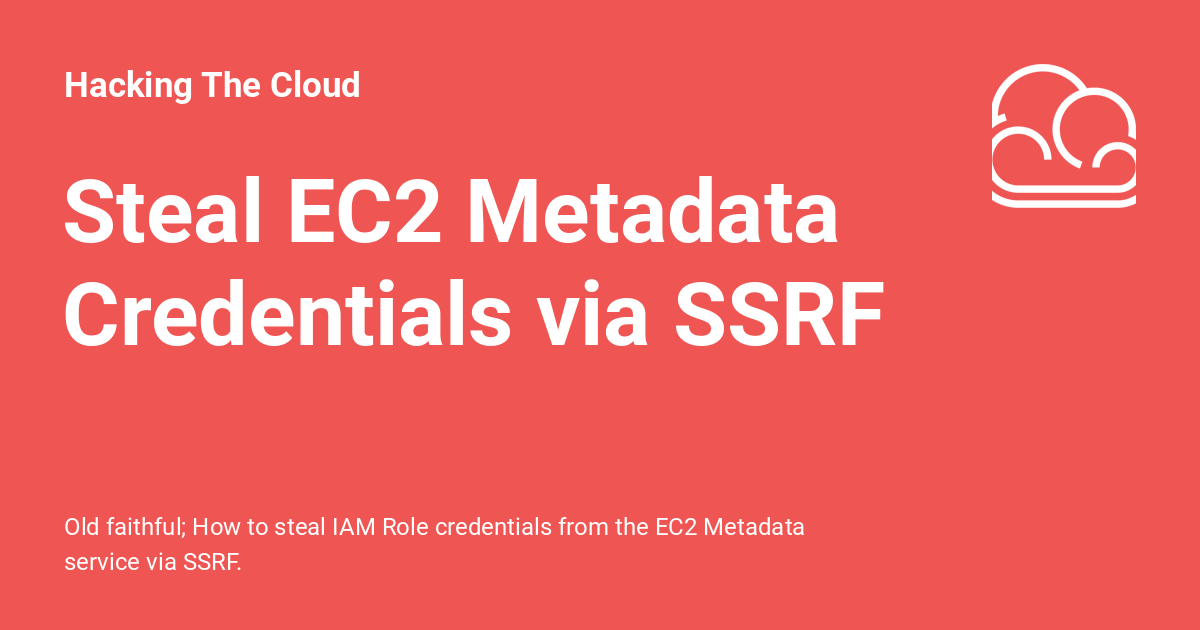 Hacking The Cloud
Steal EC2 Metadata
Credentials via SSRF
Old faithful; How to steal IAM Role credentials from the EC2 Metadata
service via SSRF.